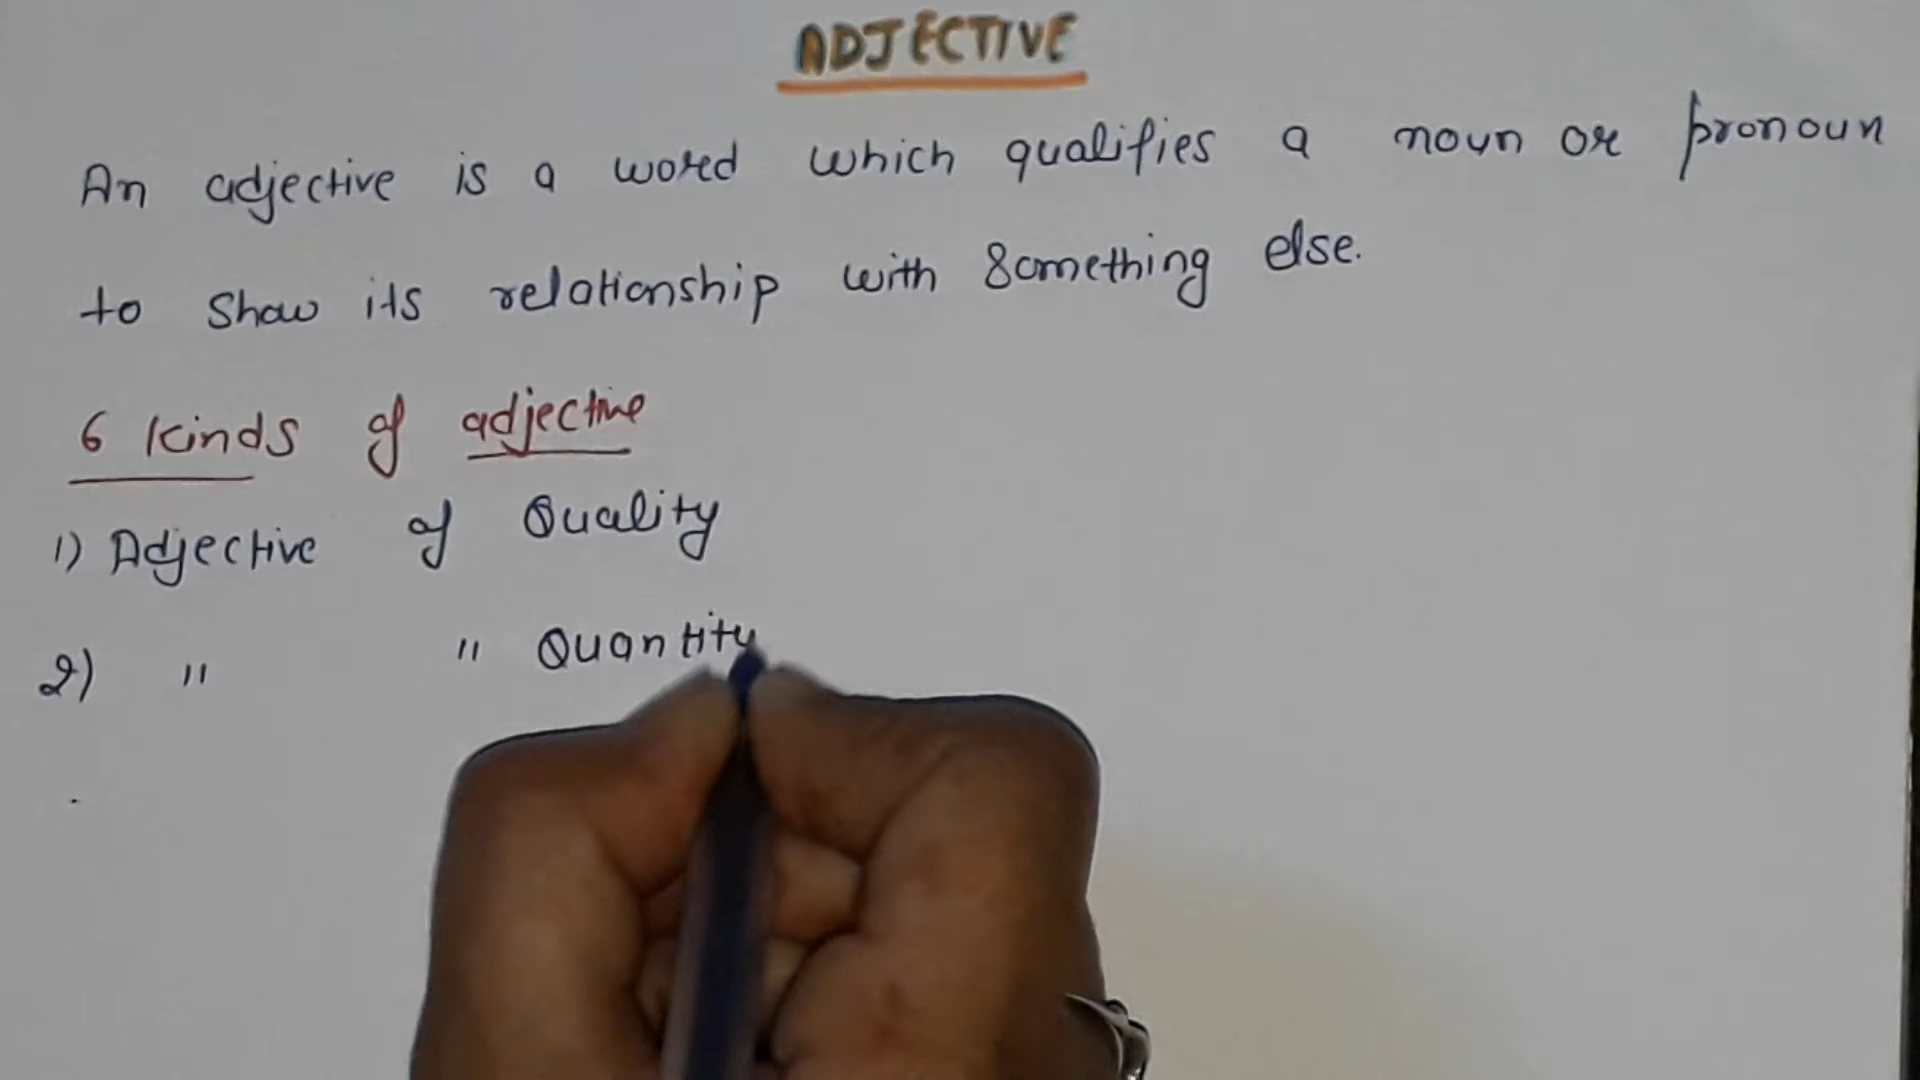 ADJECTIVE
An adjective is a word which qualifies a noun or pronoun
to show its relationship with Something else.
6 kinds of adjective
1) Adjective of Quality
2) " " Quantity